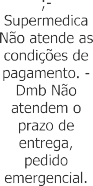 ;-
Supermedica
Não atende as
condições de
pagamento. -
Dmb Não
atendem o
prazo de
entrega,
pedido
emergencial.